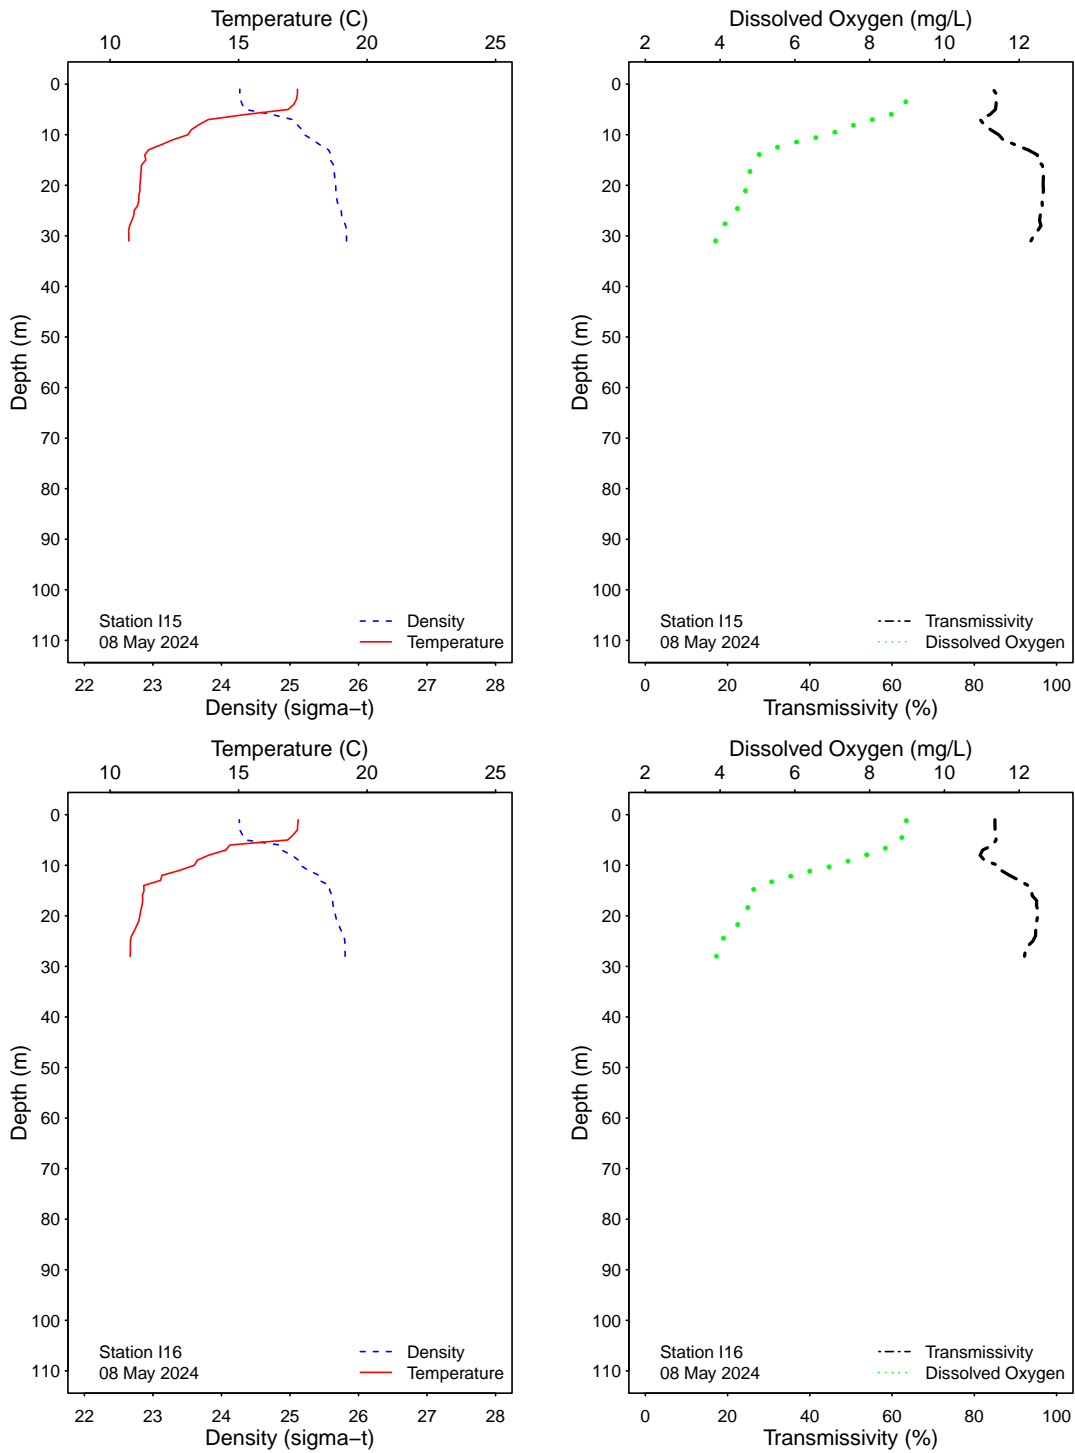 Temperature (C)
10 15 20 25
0
10
20
30
40
50
60
70
80
90
100
110
Depth (m)
Station I15
08 May 2024
Density
Temperature
22 23 24 25 26 27 28
Density (sigma−t)
Dissolved Oxygen (mg/L)
2 4 6 8 10 12
0
10
20
30
40
50
60
70
80
90
100
110
Depth (m)
Station I15
08 May 2024
Transmissivity
Dissolved Oxygen
0 20 40 60 80 100
Transmissivity (%)
Temperature (C)
10 15 20 25
0
10
20
30
40
50
60
70
80
90
100
110
Depth (m)
Station I16
08 May 2024
Density
Temperature
22 23 24 25 26 27 28
Density (sigma−t)
Dissolved Oxygen (mg/L)
2 4 6 8 10 12
0
10
20
30
40
50
60
70
80
90
100
110
Depth (m)
Station I16
08 May 2024
Transmissivity
Dissolved Oxygen
0 20 40 60 80 100
Transmissivity (%)